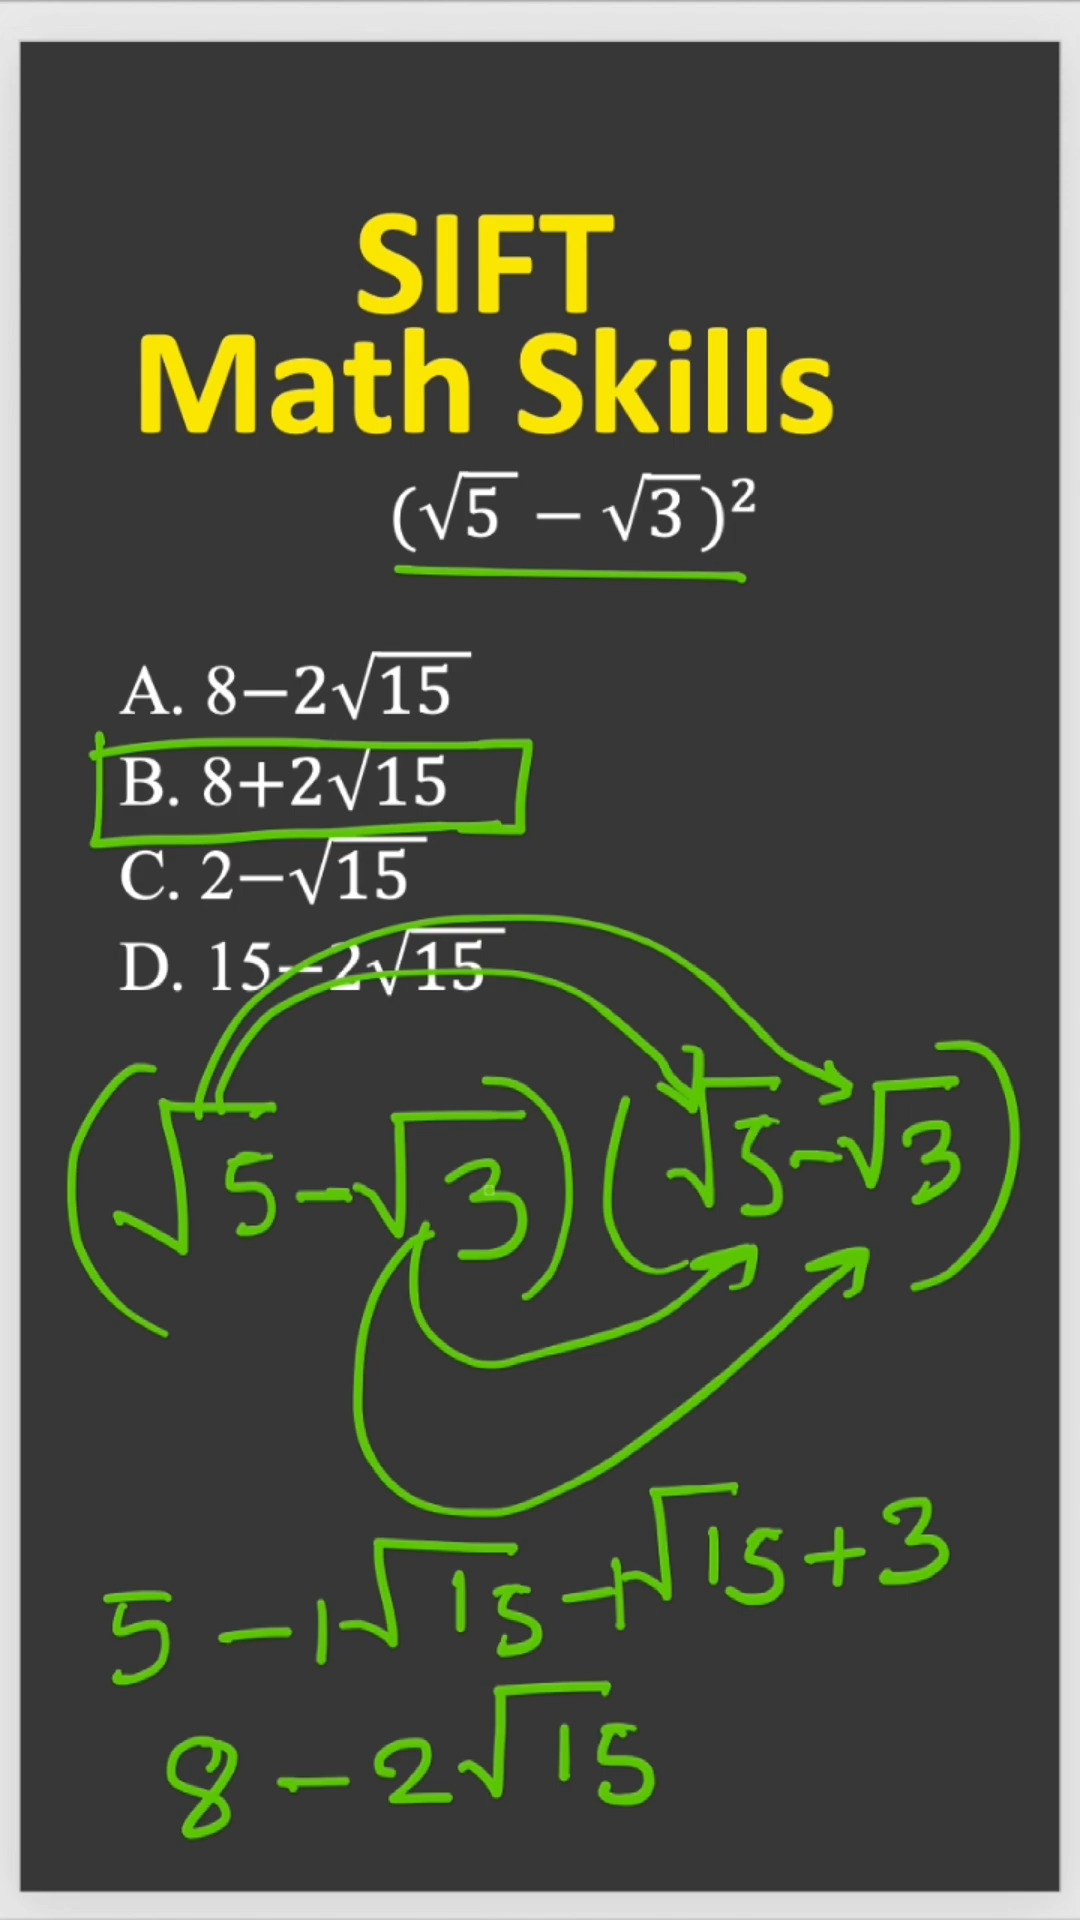 SIFT
Math Skills
(√5 − √3)²
A. 8−2√15
B. 8+2√15
C. 2−√15
D. 15−2√15
(√5−√3)(√5−√3)
5−1√15−1√15+3
8−2√15